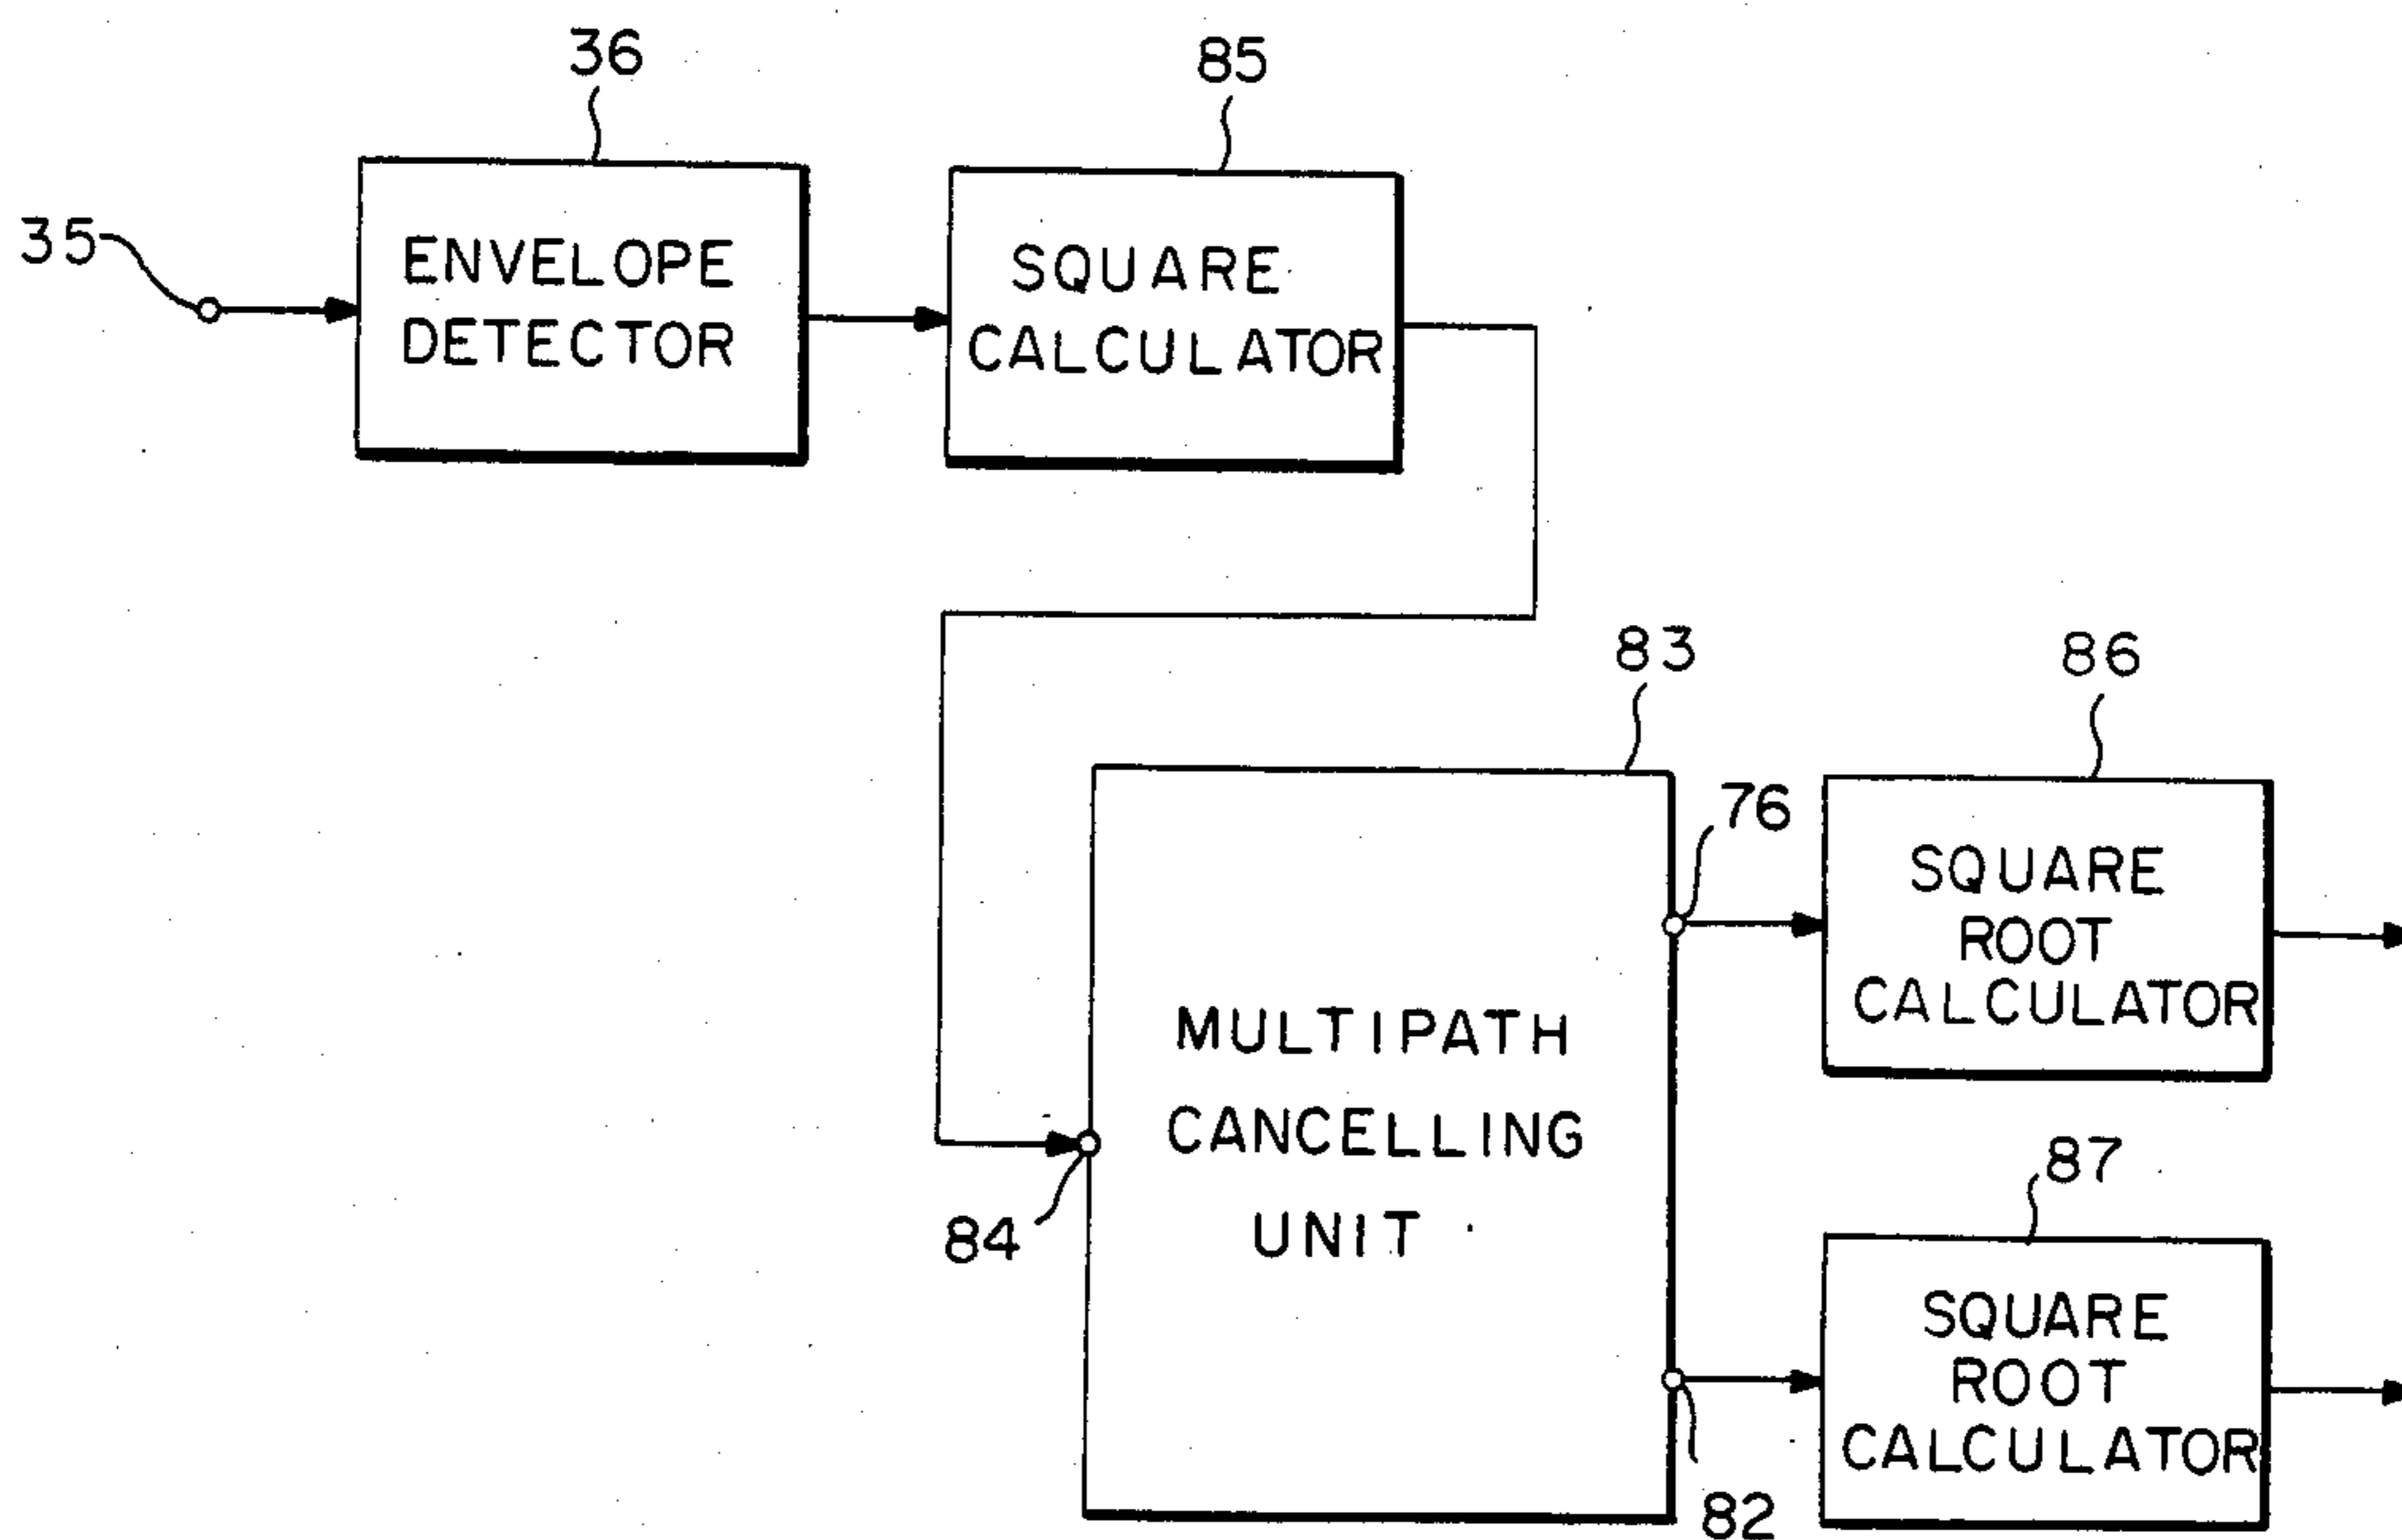 36
85
35
ENVELOPE
DETECTOR
SQUARE
CALCULATOR
83
86
76
SQUARE
ROOT
CALCULATOR
MULTIPATH
CANCELLING
UNIT
84
87
SQUARE
ROOT
CALCULATOR
82